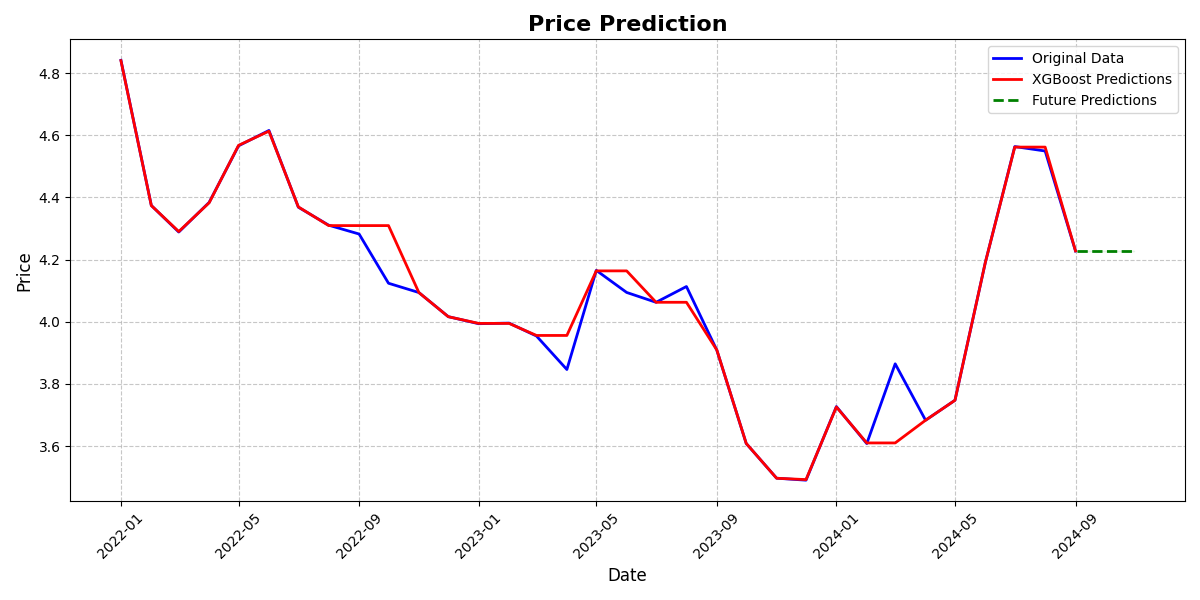 Price Prediction
Original Data
XGBoost Predictions
Future Predictions
Price
4.8
4.6
4.4
4.2
4.0
3.8
3.6
2022-01
2022-05
2022-09
2023-01
2023-05
2023-09
2024-01
2024-05
2024-09
Date